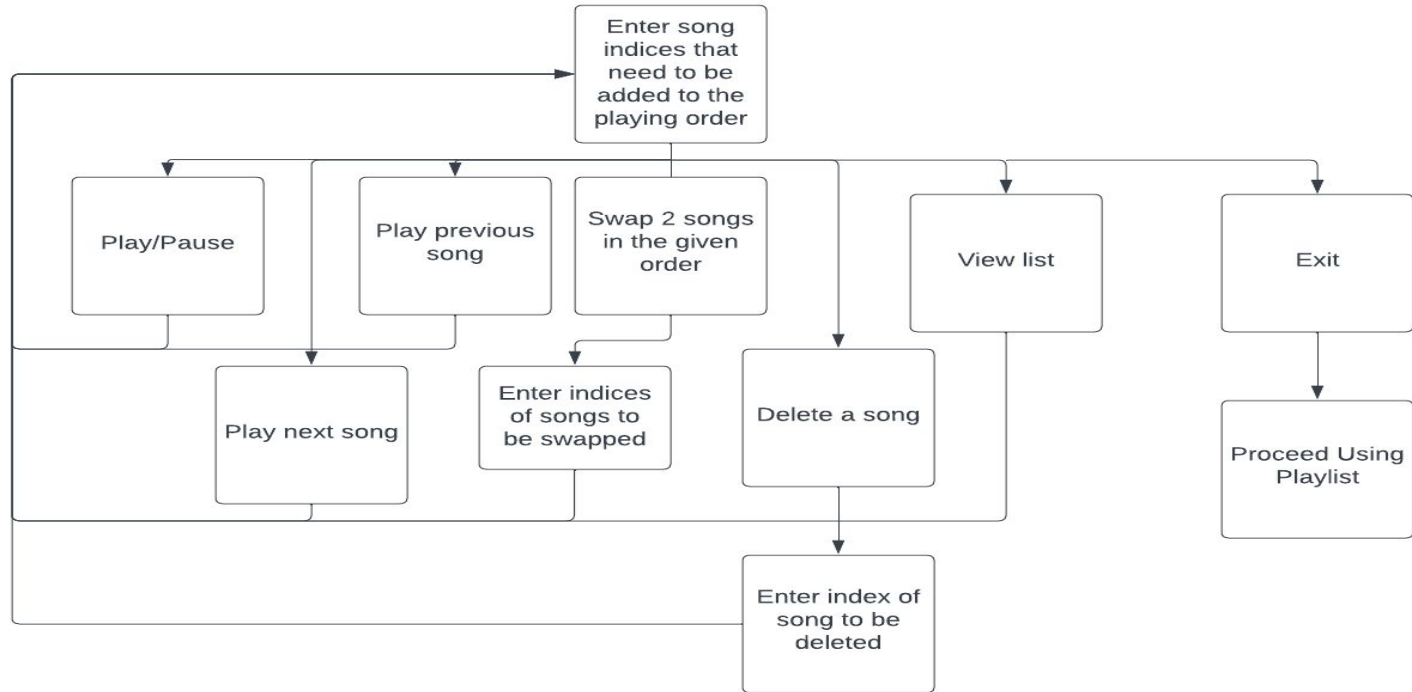 Enter song
indices that
need to be
added to the
playing order
Play/Pause
Play previous
song
Swap 2 songs
in the given
order
View list
Exit
Play next song
Enter indices
of songs to
be swapped
Delete a song
Proceed Using
Playlist
Enter index of
song to be
deleted